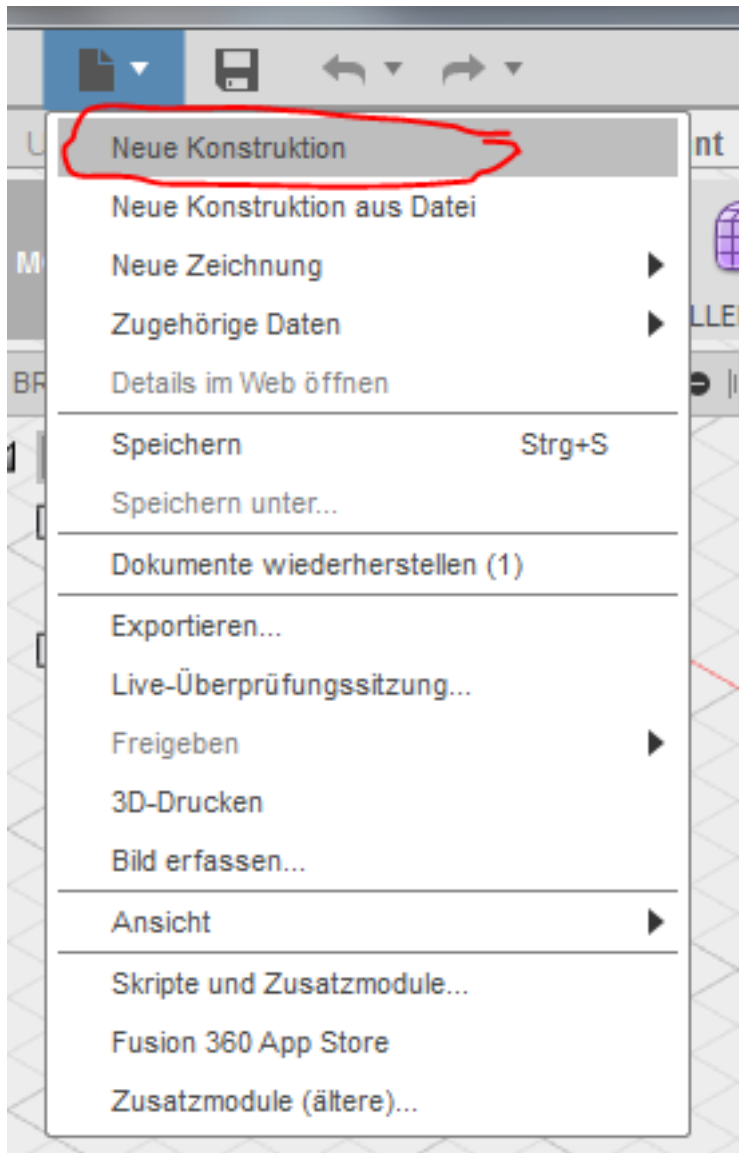 Neue Konstruktion
Neue Konstruktion aus Datei
Neue Zeichnung
Zugehörige Daten
Details im Web öffnen
Speichern Strg+S
Speichern unter...
Dokumente wiederherstellen (1)
Exportieren...
Live-Überprüfungssitzung...
Freigeben
3D-Drucken
Bild erfassen...
Ansicht
Skripte und Zusatzmodule...
Fusion 360 App Store
Zusatzmodule (ältere)...